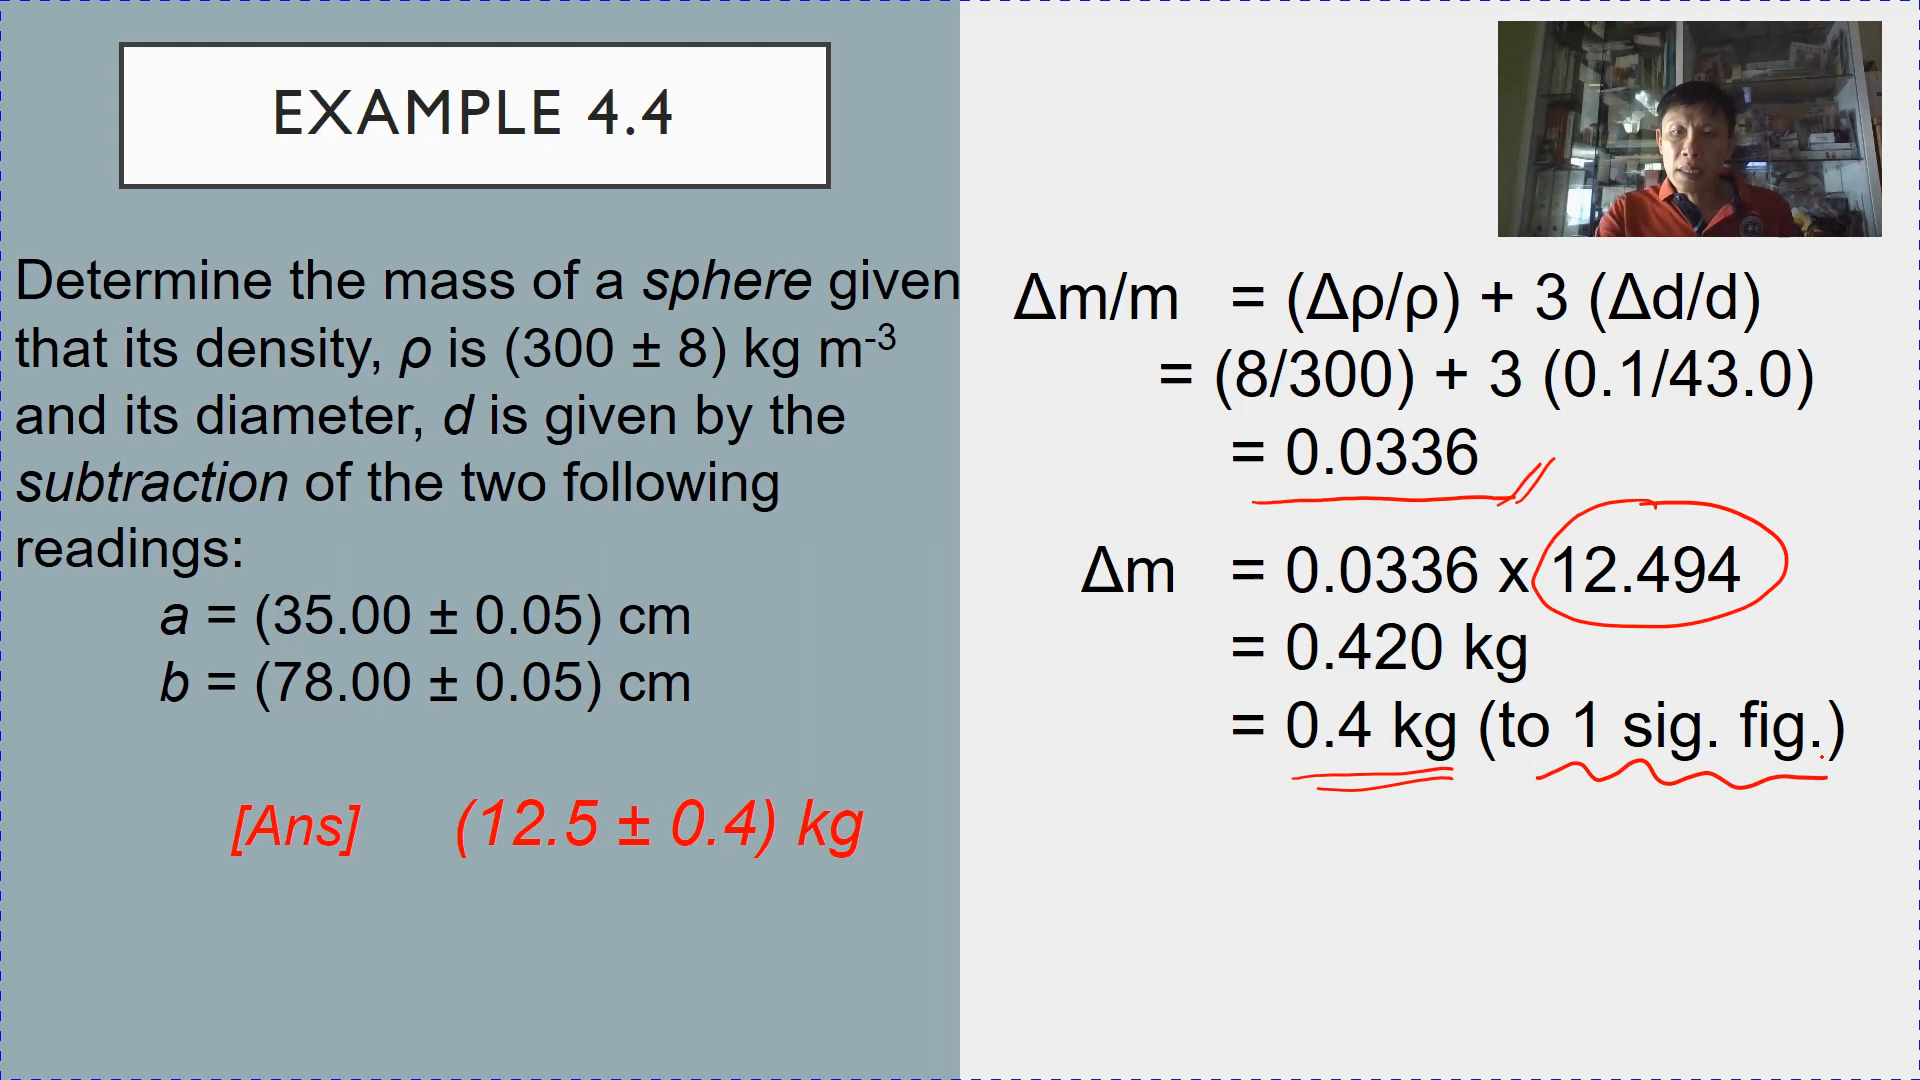 EXAMPLE 4.4
Determine the mass of a sphere given
that its density, ρ is (300 ± 8) kg m⁻³
and its diameter, d is given by the
subtraction of the two following
readings:
a = (35.00 ± 0.05) cm
b = (78.00 ± 0.05) cm
[Ans] (12.5 ± 0.4) kg
Δm/m = (Δρ/ρ) + 3 (Δd/d)
= (8/300) + 3 (0.1/43.0)
= 0.0336
Δm = 0.0336 x 12.494
= 0.420 kg
= 0.4 kg (to 1 sig. fig.)